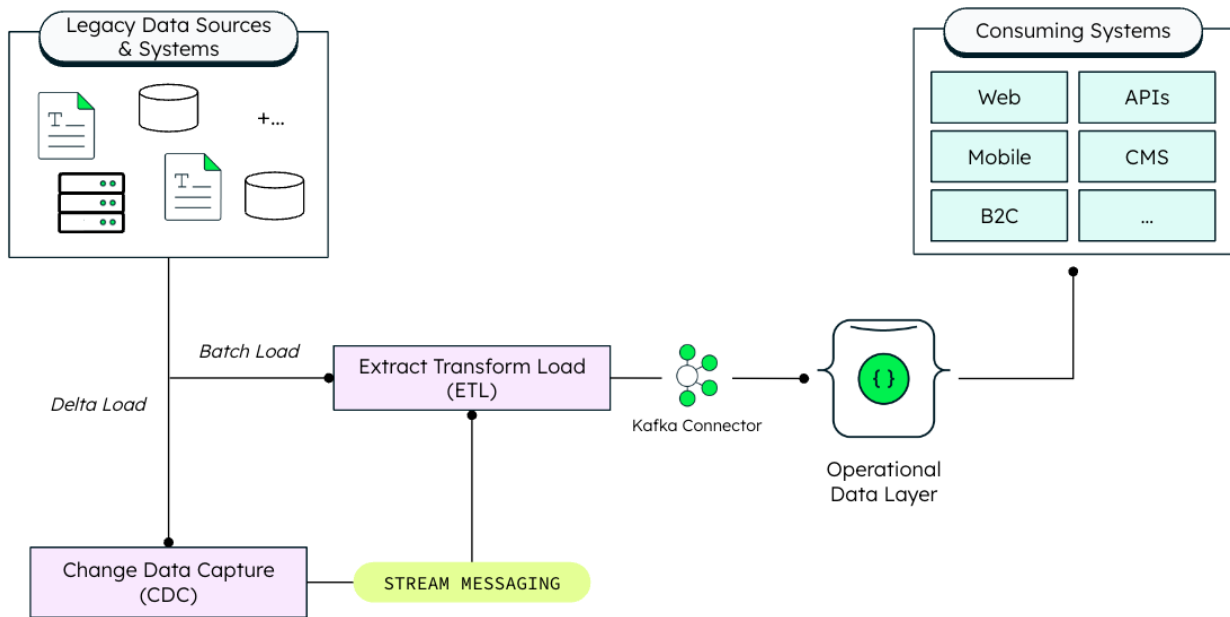 Legacy Data Sources
& Systems
T
+...
T
Consuming Systems
Web
APIs
Mobile
CMS
B2C
...
Batch Load
Delta Load
Extract Transform Load
(ETL)
Kafka Connector
{ }
Operational
Data Layer
Change Data Capture
(CDC)
STREAM MESSAGING